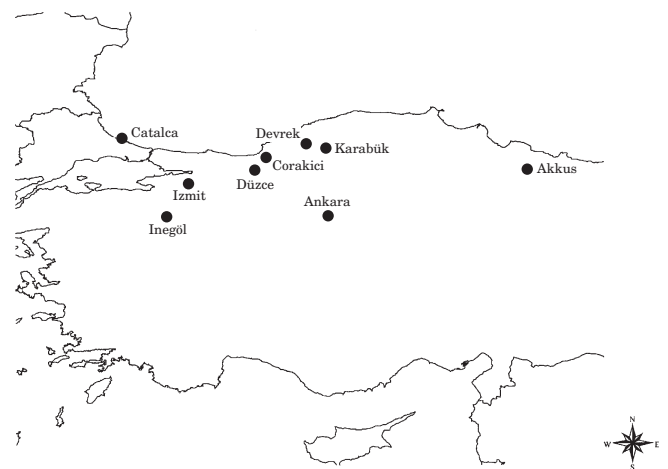 Catalca
Devrek
Karabük
Corakici
Düzce
Akkus
Izmit
Ankara
Inegöl
N
W E
S